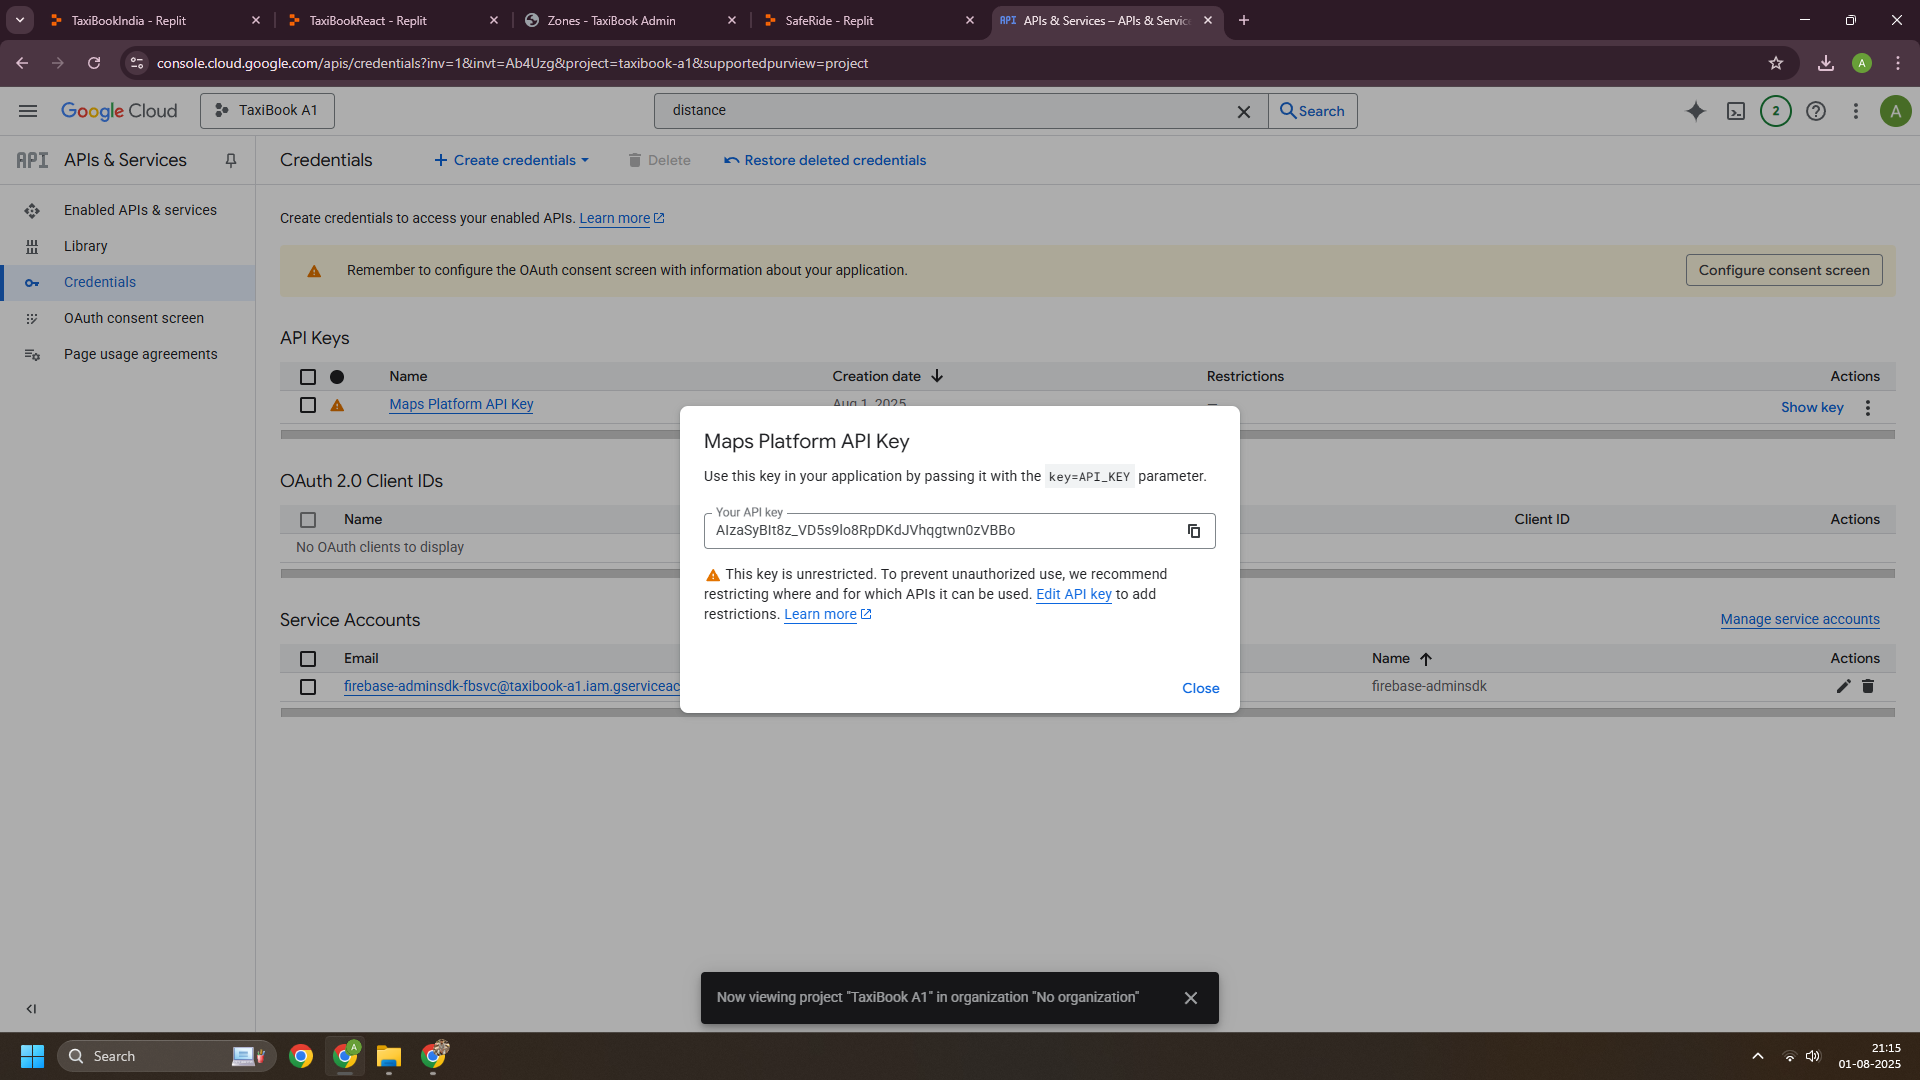 TaxiBookIndia - Replit
TaxiBookReact - Replit
Zones - TaxiBook Admin
SafeRide - Replit
API APIs & Services – APIs & Service
console.cloud.google.com/apis/credentials?inv=1&invt=Ab4Uzg&project=taxibook-a1&supportedpurview=project
A
Google Cloud
TaxiBook A1
distance
Search
2
A
API APIs & Services
Credentials
Create credentials
Delete
Restore deleted credentials
Enabled APIs & services
Library
Credentials
OAuth consent screen
Page usage agreements
Create credentials to access your enabled APIs. Learn more
Remember to configure the OAuth consent screen with information about your application.
Configure consent screen
API Keys
Name Creation date Restrictions Actions
Maps Platform API Key Aug 1, 2025 – Show key
OAuth 2.0 Client IDs
Name Client ID Actions
No OAuth clients to display
Service Accounts
Manage service accounts
Email Name Actions
firebase-adminsdk-fbsvc@taxibook-a1.iam.gserviceac firebase-adminsdk
Maps Platform API Key
Use this key in your application by passing it with the key=API_KEY parameter.
Your API key
AIzaSyBIt8z_VD5s9lo8RpDKdJVhqgtwn0zVBBo
This key is unrestricted. To prevent unauthorized use, we recommend
restricting where and for which APIs it can be used. Edit API key to add
restrictions. Learn more
Close
Now viewing project "TaxiBook A1" in organization "No organization"
Search
A
21:15
01-08-2025